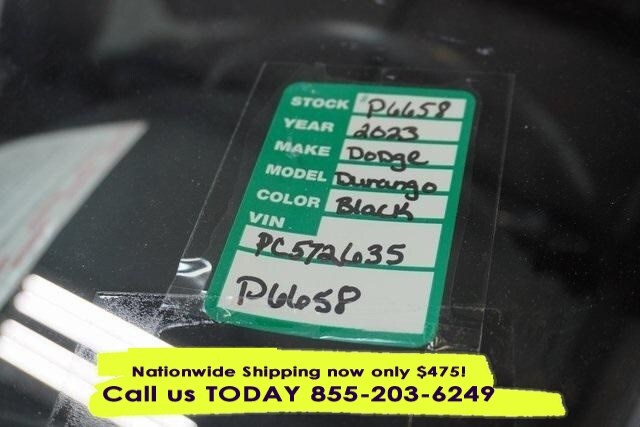 STOCK # P6658
YEAR 2023
MAKE Dodge
MODEL Durango
COLOR Black
VIN
PC572635
P6658
Nationwide Shipping now only $475!
Call us TODAY 855-203-6249